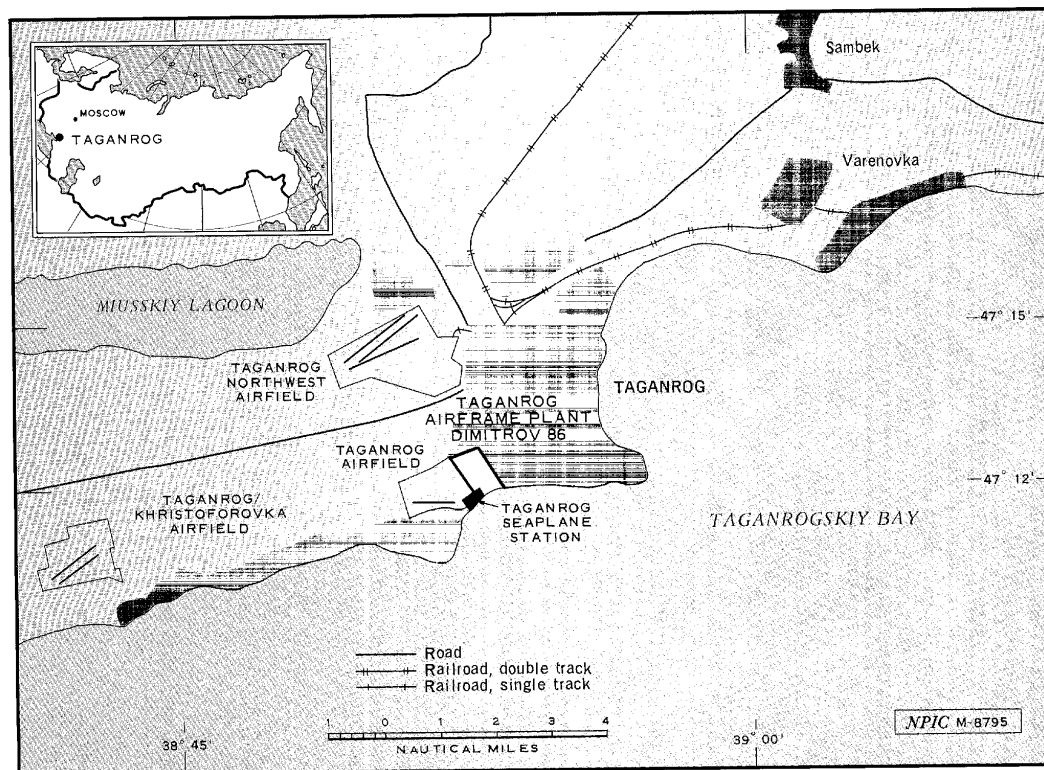 MOSCOW
TAGANROG
Sambek
Varenovka
MIUSSKIY LAGOON
47° 15'
TAGANROG
NORTHWEST
AIRFIELD
TAGANROG
TAGANROG
AIRFRAME PLANT
DIMITROV 86
TAGANROG
AIRFIELD
47° 12'
TAGANROG/
KHRISTOFOROVKA
AIRFIELD
TAGANROG
SEAPLANE
STATION
TAGANROGSKIY BAY
Road
Railroad, double track
Railroad, single track
1 0 2 4
NAUTICAL MILES
NPIC M-8795
38° 45'
39° 00'